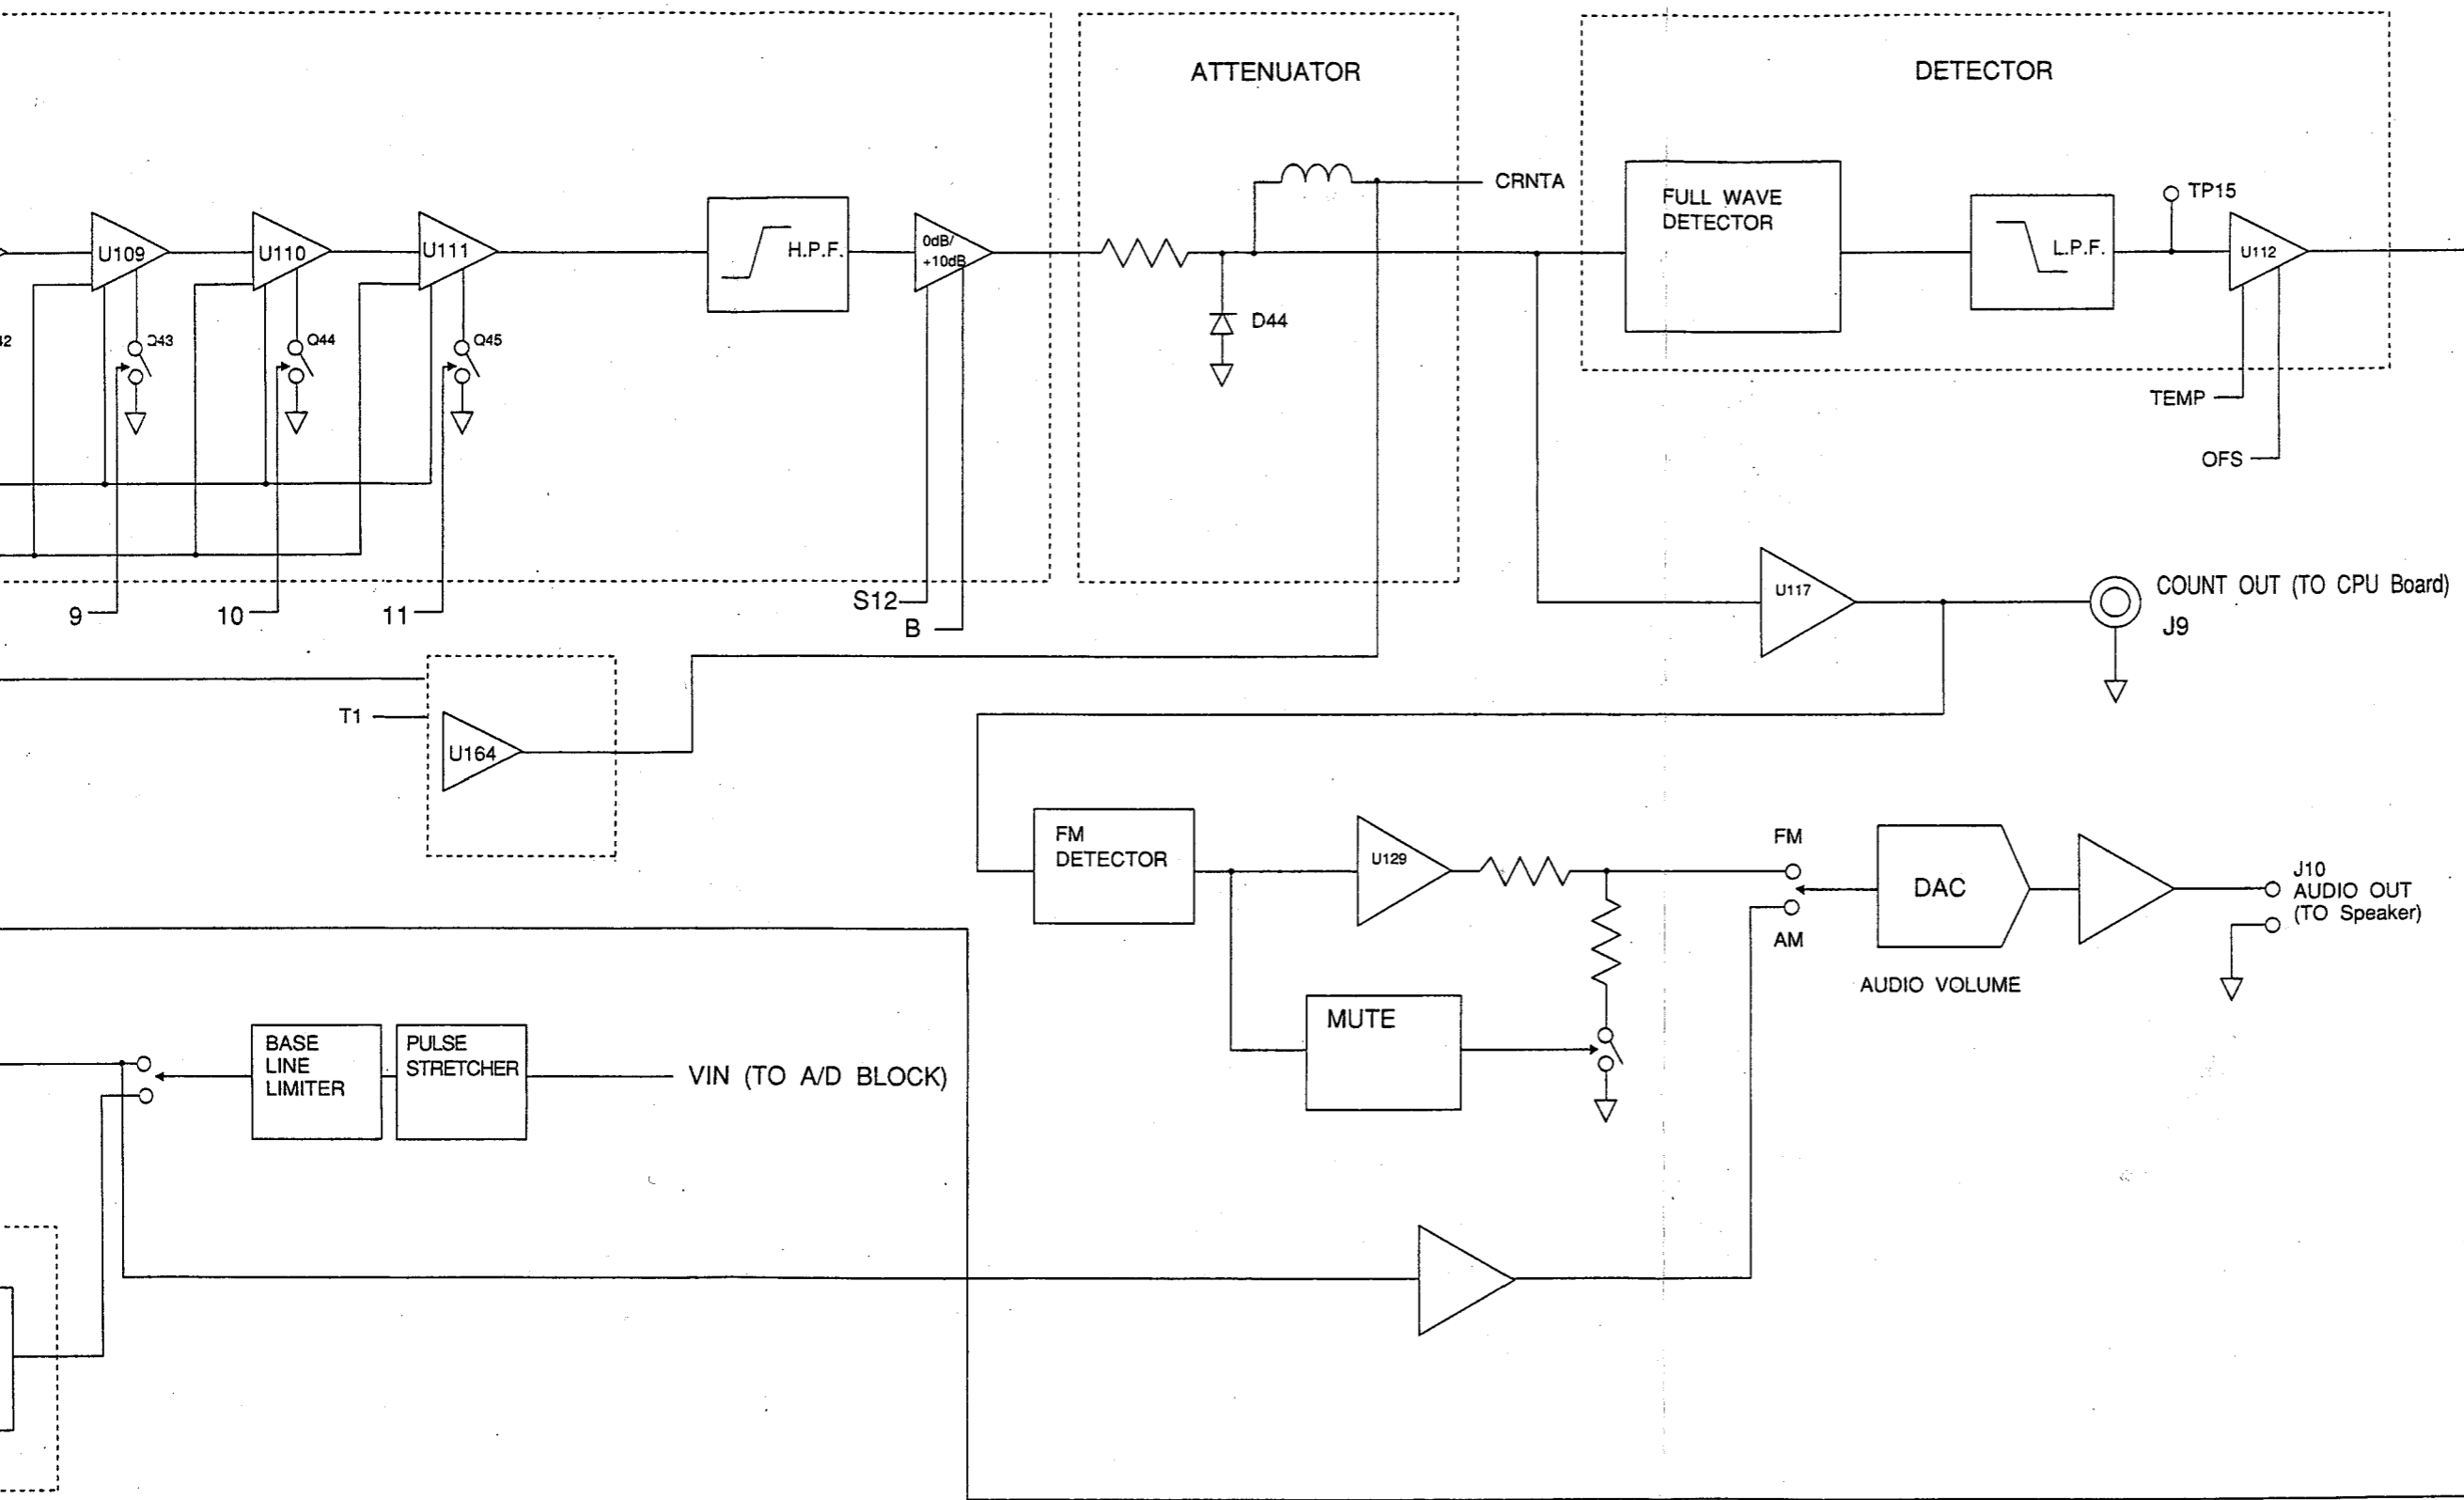 ATTENUATOR
DETECTOR
CRNTA
FULL WAVE
DETECTOR
TP15
U109
U110
U111
H.P.F.
0dB/
+10dB
L.P.F.
U112
D44
42
Q43
Q44
Q45
TEMP
OFS
9
10
11
S12
B
U117
COUNT OUT (TO CPU Board)
J9
T1
U164
FM
DETECTOR
U129
FM
AM
DAC
AUDIO VOLUME
J10
AUDIO OUT
(TO Speaker)
MUTE
BASE
LINE
LIMITER
PULSE
STRETCHER
VIN (TO A/D BLOCK)